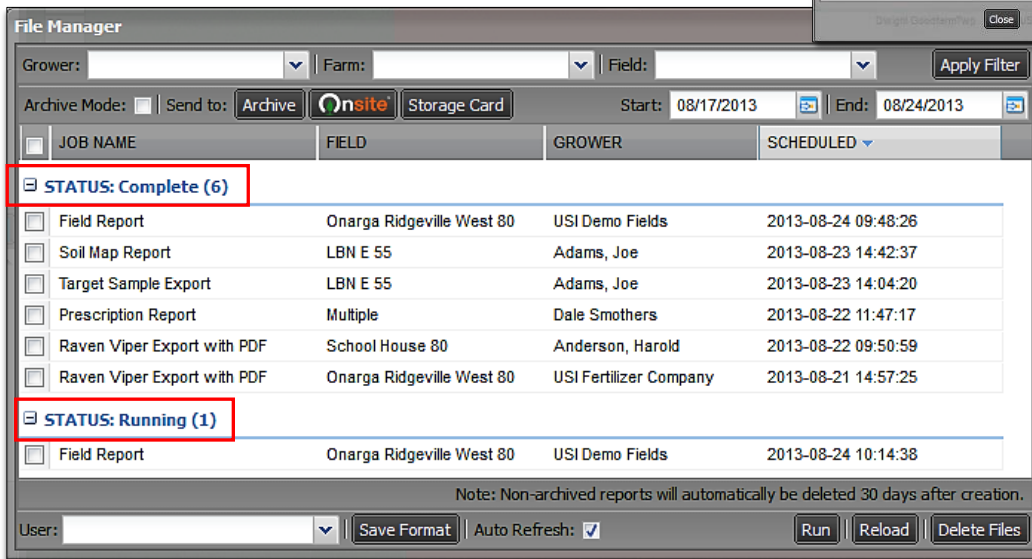 Close
File Manager
Grower: Farm: Field: Apply Filter
Archive Mode: Send to: Archive Onsite Storage Card Start: 08/17/2013 End: 08/24/2013
JOB NAME FIELD GROWER SCHEDULED
STATUS: Complete (6)
Field Report Onarga Ridgeville West 80 USI Demo Fields 2013-08-24 09:48:26
Soil Map Report LBN E 55 Adams, Joe 2013-08-23 14:42:37
Target Sample Export LBN E 55 Adams, Joe 2013-08-23 14:04:20
Prescription Report Multiple Dale Smothers 2013-08-22 11:47:17
Raven Viper Export with PDF School House 80 Anderson, Harold 2013-08-22 09:50:59
Raven Viper Export with PDF Onarga Ridgeville West 80 USI Fertilizer Company 2013-08-21 14:57:25
STATUS: Running (1)
Field Report Onarga Ridgeville West 80 USI Demo Fields 2013-08-24 10:14:38
Note: Non-archived reports will automatically be deleted 30 days after creation.
User: Save Format Auto Refresh: Run Reload Delete Files